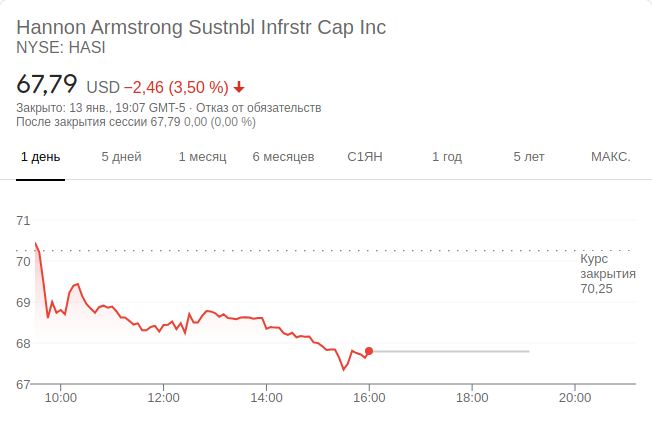 Hannon Armstrong Sustnbl Infrstr Cap Inc
NYSE: HASI
67,79 USD −2,46 (3,50 %)
Закрыто: 13 янв., 19:07 GMT-5 · Отказ от обязательств
После закрытия сессии 67,79 0,00 (0,00 %)
1 день 5 дней 1 месяц 6 месяцев С1ЯН 1 год 5 лет МАКС.
71
70
69
68
67
Курс
закрытия
70,25
10:00 12:00 14:00 16:00 18:00 20:00